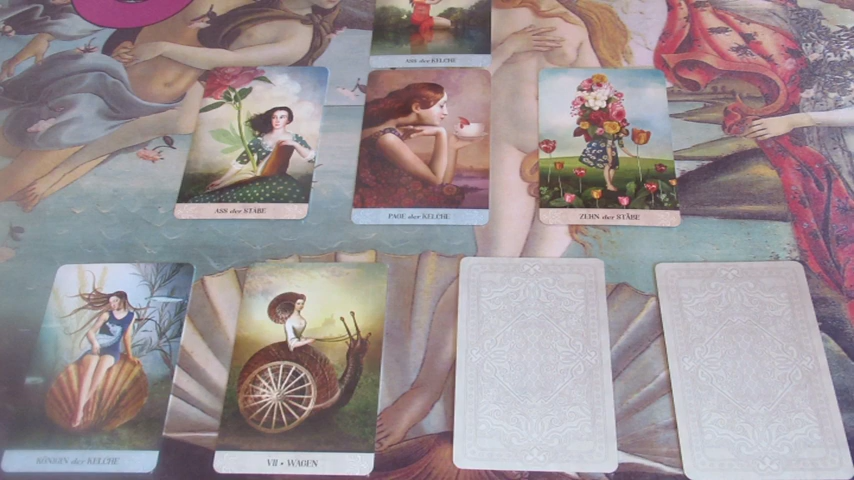 ASS der KELCHE
ASS der STÄBE
PAGE der KELCHE
ZEHN der STÄBE
KÖNIGIN der KELCHE
VII • WAGEN